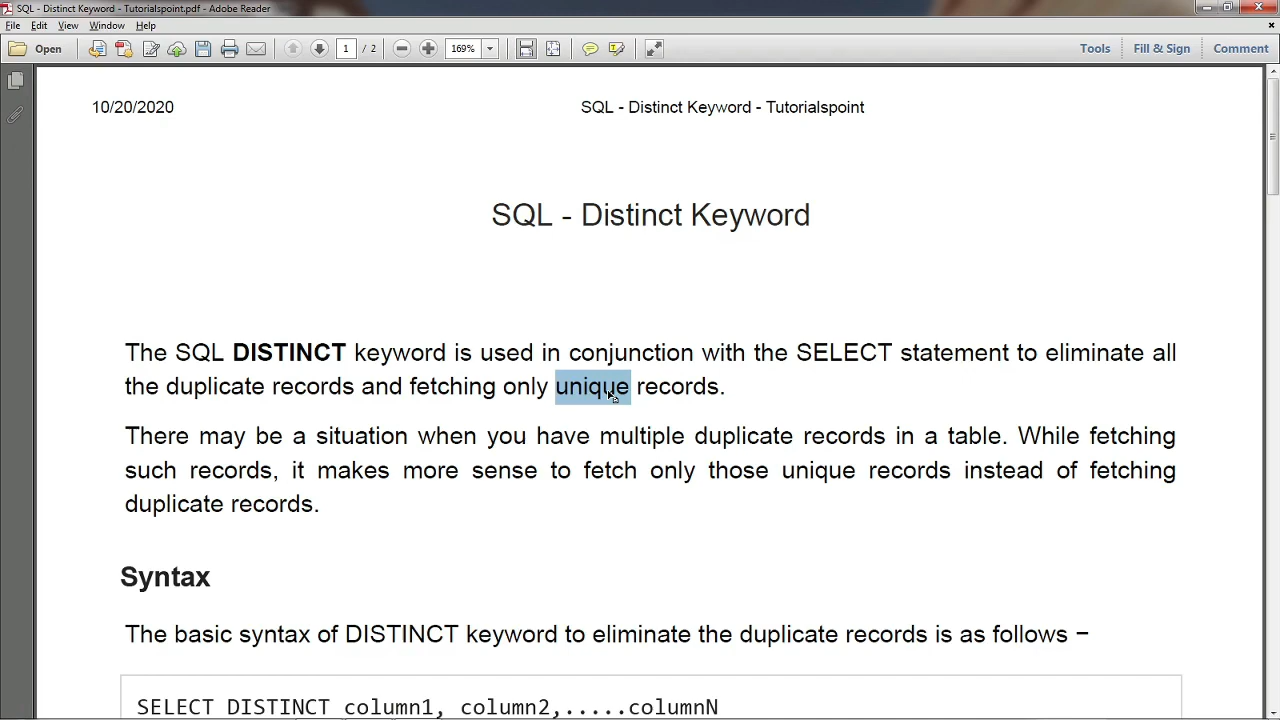 SQL - Distinct Keyword - Tutorialspoint.pdf - Adobe Reader
File Edit View Window Help
Open 1 / 2 169% Tools Fill & Sign Comment
10/20/2020 SQL - Distinct Keyword - Tutorialspoint
SQL - Distinct Keyword
The SQL DISTINCT keyword is used in conjunction with the SELECT statement to eliminate all
the duplicate records and fetching only unique records.
There may be a situation when you have multiple duplicate records in a table. While fetching
such records, it makes more sense to fetch only those unique records instead of fetching
duplicate records.
Syntax
The basic syntax of DISTINCT keyword to eliminate the duplicate records is as follows −
SELECT DISTINCT column1, column2,.....columnN